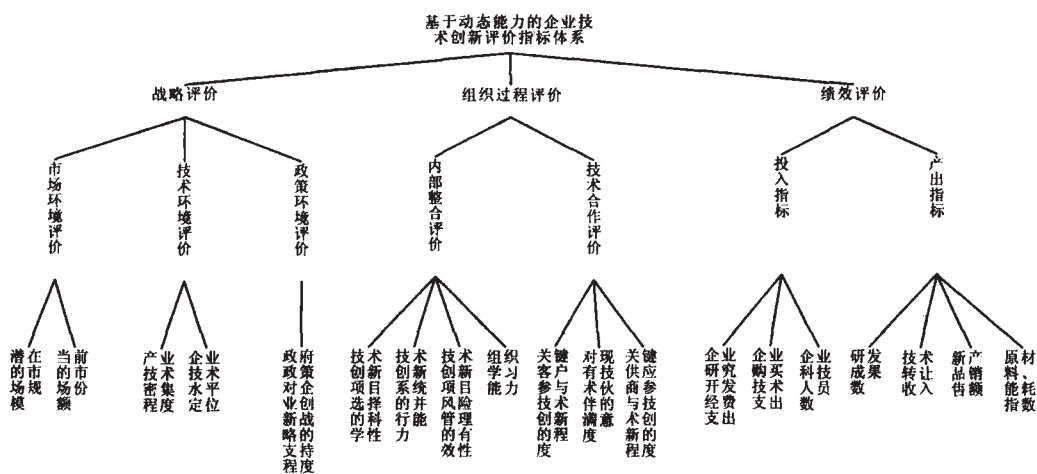 基于动态能力的企业技
术创新评价指标体系
战略评价
组织过程评价
绩效评价
市场环境评价
技术环境评价
政策环境评价
内部整合评价
技术合作评价
投入指标
产出指标
潜在的市场规模
当前的市场份额
产业技术密集程度
企业技术水平定位
政府政策对企业创新战略的支持程度
技术创新项目选择的科学性
技术创新系统的并行能力
技术创新项目风险管理的有效性
组织学习能力
关键客户参与技术创新的程度
对现有技术伙伴的满意度
关键供应商参与技术创新的程度
企业研究开发经费支出
企业购买技术支出
企业科技人员数
研发成果数
技术转让收入
新产品销售额
原材料、能耗指数